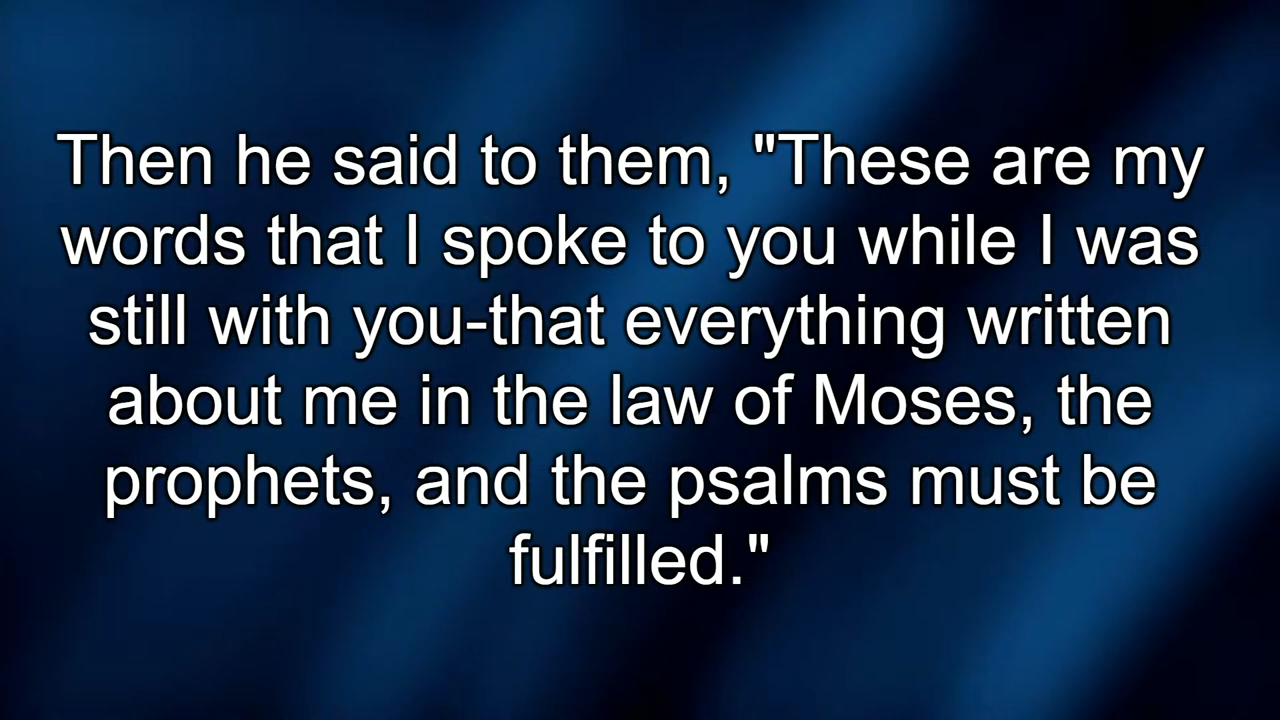 Then he said to them, "These are my
words that I spoke to you while I was
still with you-that everything written
about me in the law of Moses, the
prophets, and the psalms must be
fulfilled."